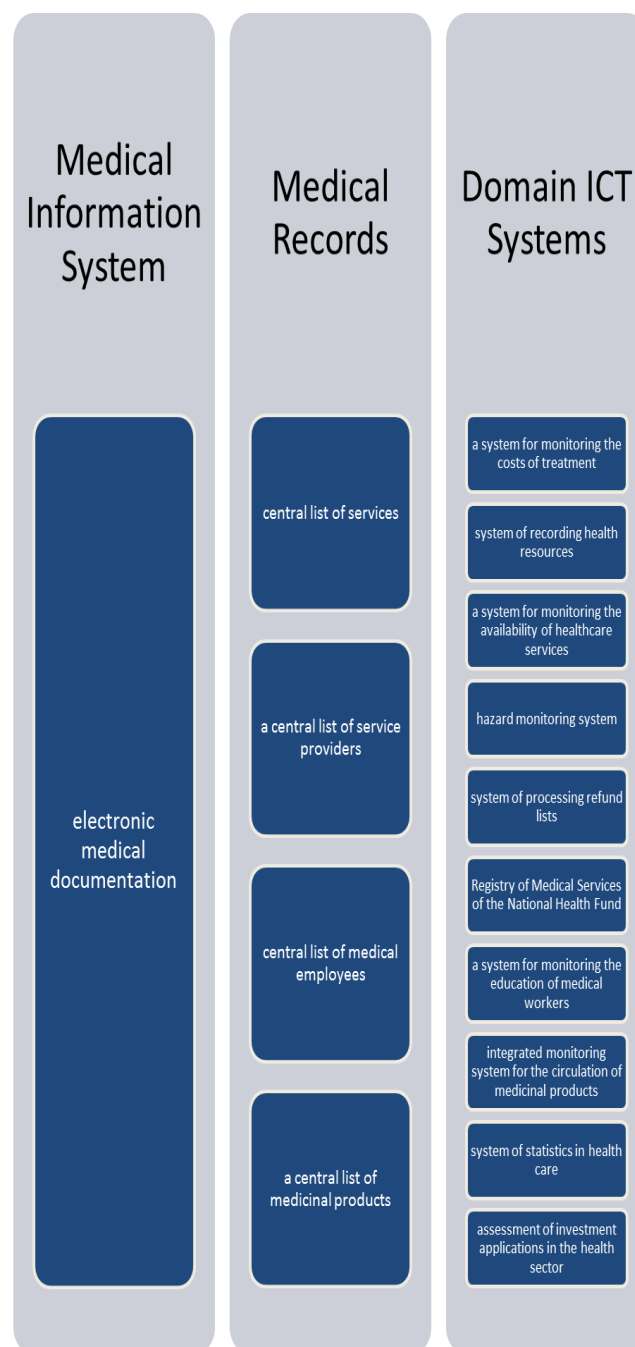 Medical
Information
System
electronic
medical
documentation
Medical
Records
central list of services
a central list of service
providers
central list of medical
employees
a central list of
medicinal products
Domain ICT
Systems
a system for monitoring the
costs of treatment
system of recording health
resources
a system for monitoring the
availability of healthcare
services
hazard monitoring system
system of processing refund
lists
Registry of Medical Services
of the National Health Fund
a system for monitoring the
education of medical
workers
integrated monitoring
system for the circulation of
medicinal products
system of statistics in health
care
assessment of investment
applications in the health
sector